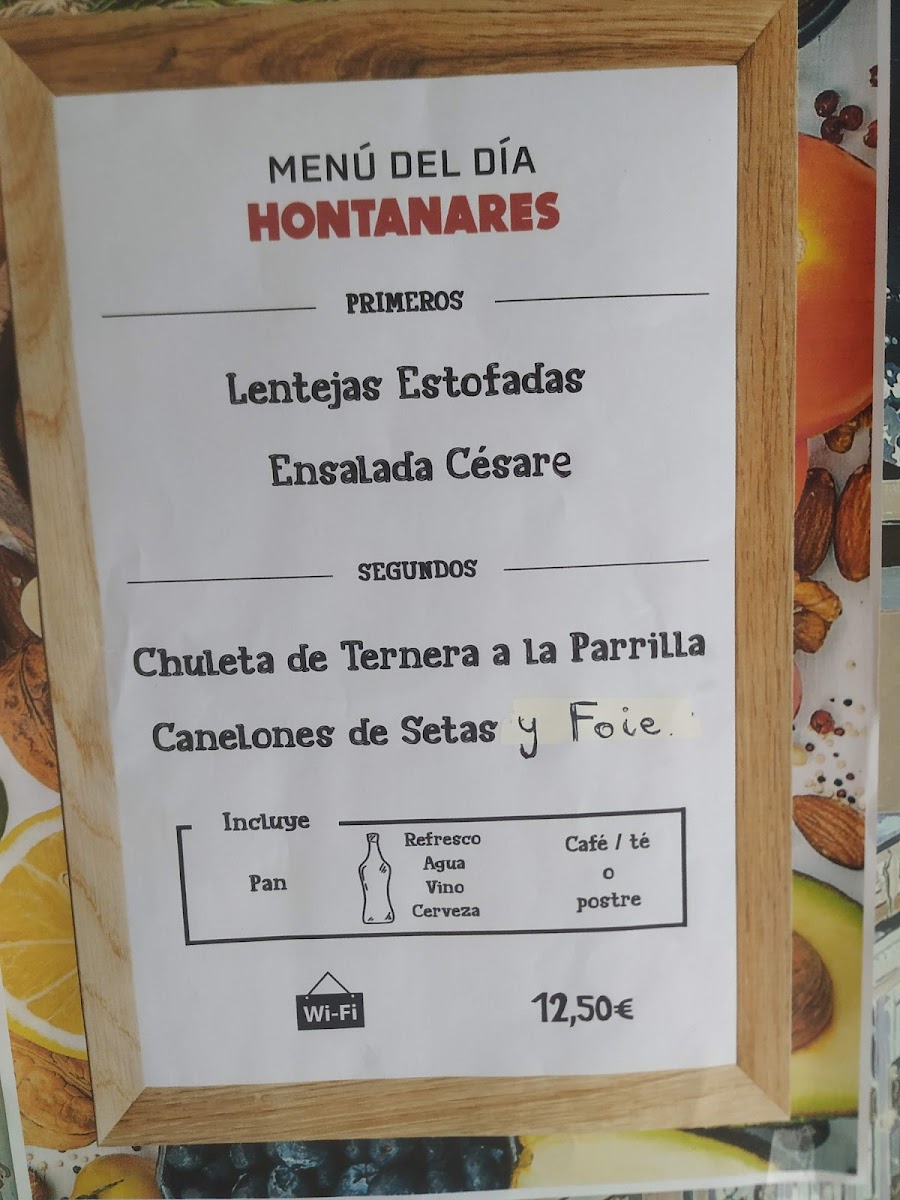 MENÚ DEL DÍA
HONTANARES
PRIMEROS
Lentejas Estofadas
Ensalada Césare
SEGUNDOS
Chuleta de Ternera a la Parrilla
Canelones de Setas y Foie.
Incluye
Pan
Refresco
Agua
Vino
Cerveza
Café / té
o
postre
Wi-Fi
12,50€